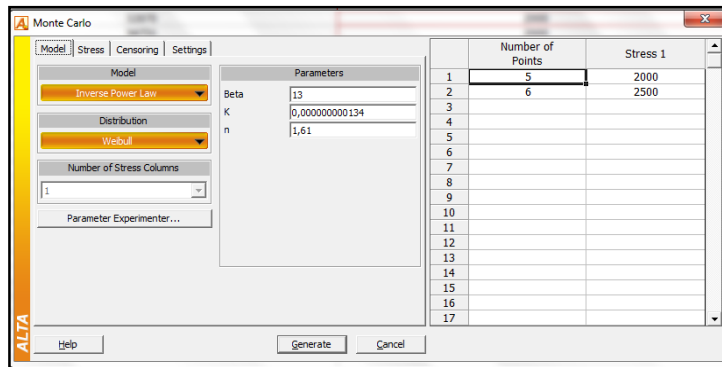 Monte Carlo
Model Stress Censoring Settings
Model
Inverse Power Law
Distribution
Weibull
Number of Stress Columns
1
Parameter Experimenter...
Parameters
Beta 13
K 0,000000000134
n 1,61
Number of Points Stress 1
1 5 2000
2 6 2500
3
4
5
6
7
8
9
10
11
12
13
14
15
16
17
ALTA
Help Generate Cancel